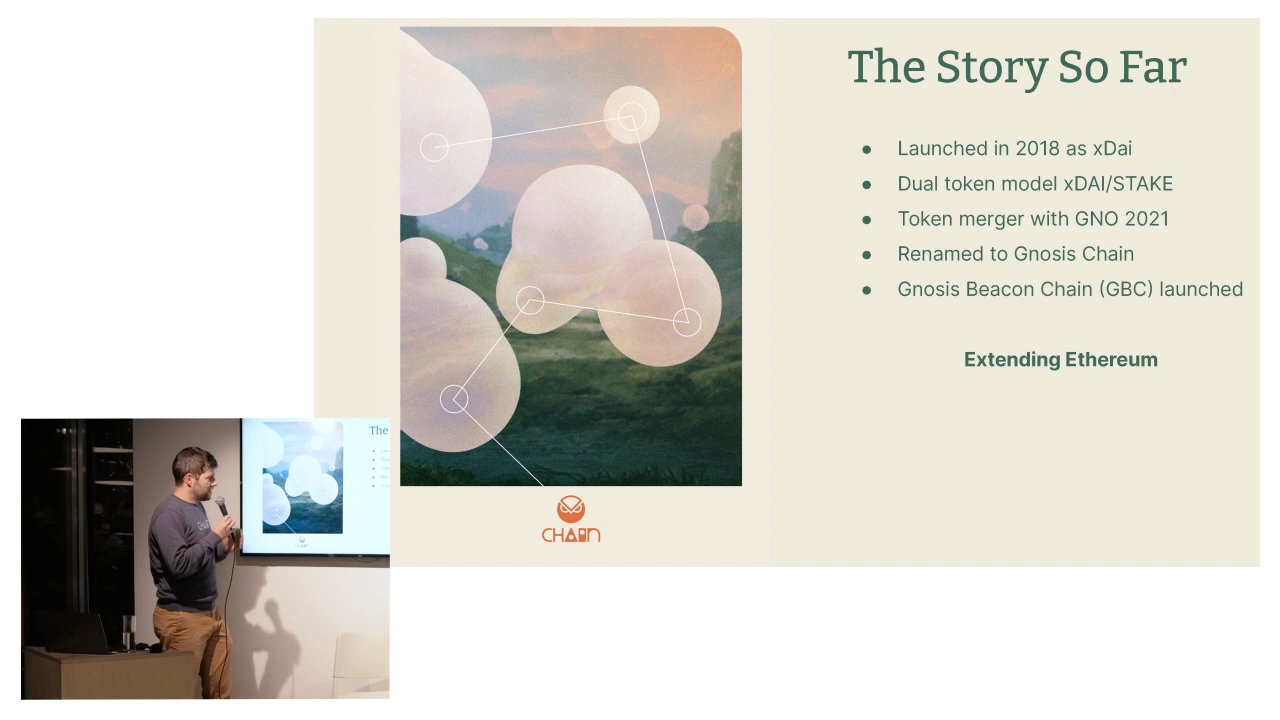 The Story So Far
● Launched in 2018 as xDai
● Dual token model xDAI/STAKE
● Token merger with GNO 2021
● Renamed to Gnosis Chain
● Gnosis Beacon Chain (GBC) launched
Extending Ethereum
CHAIN
The